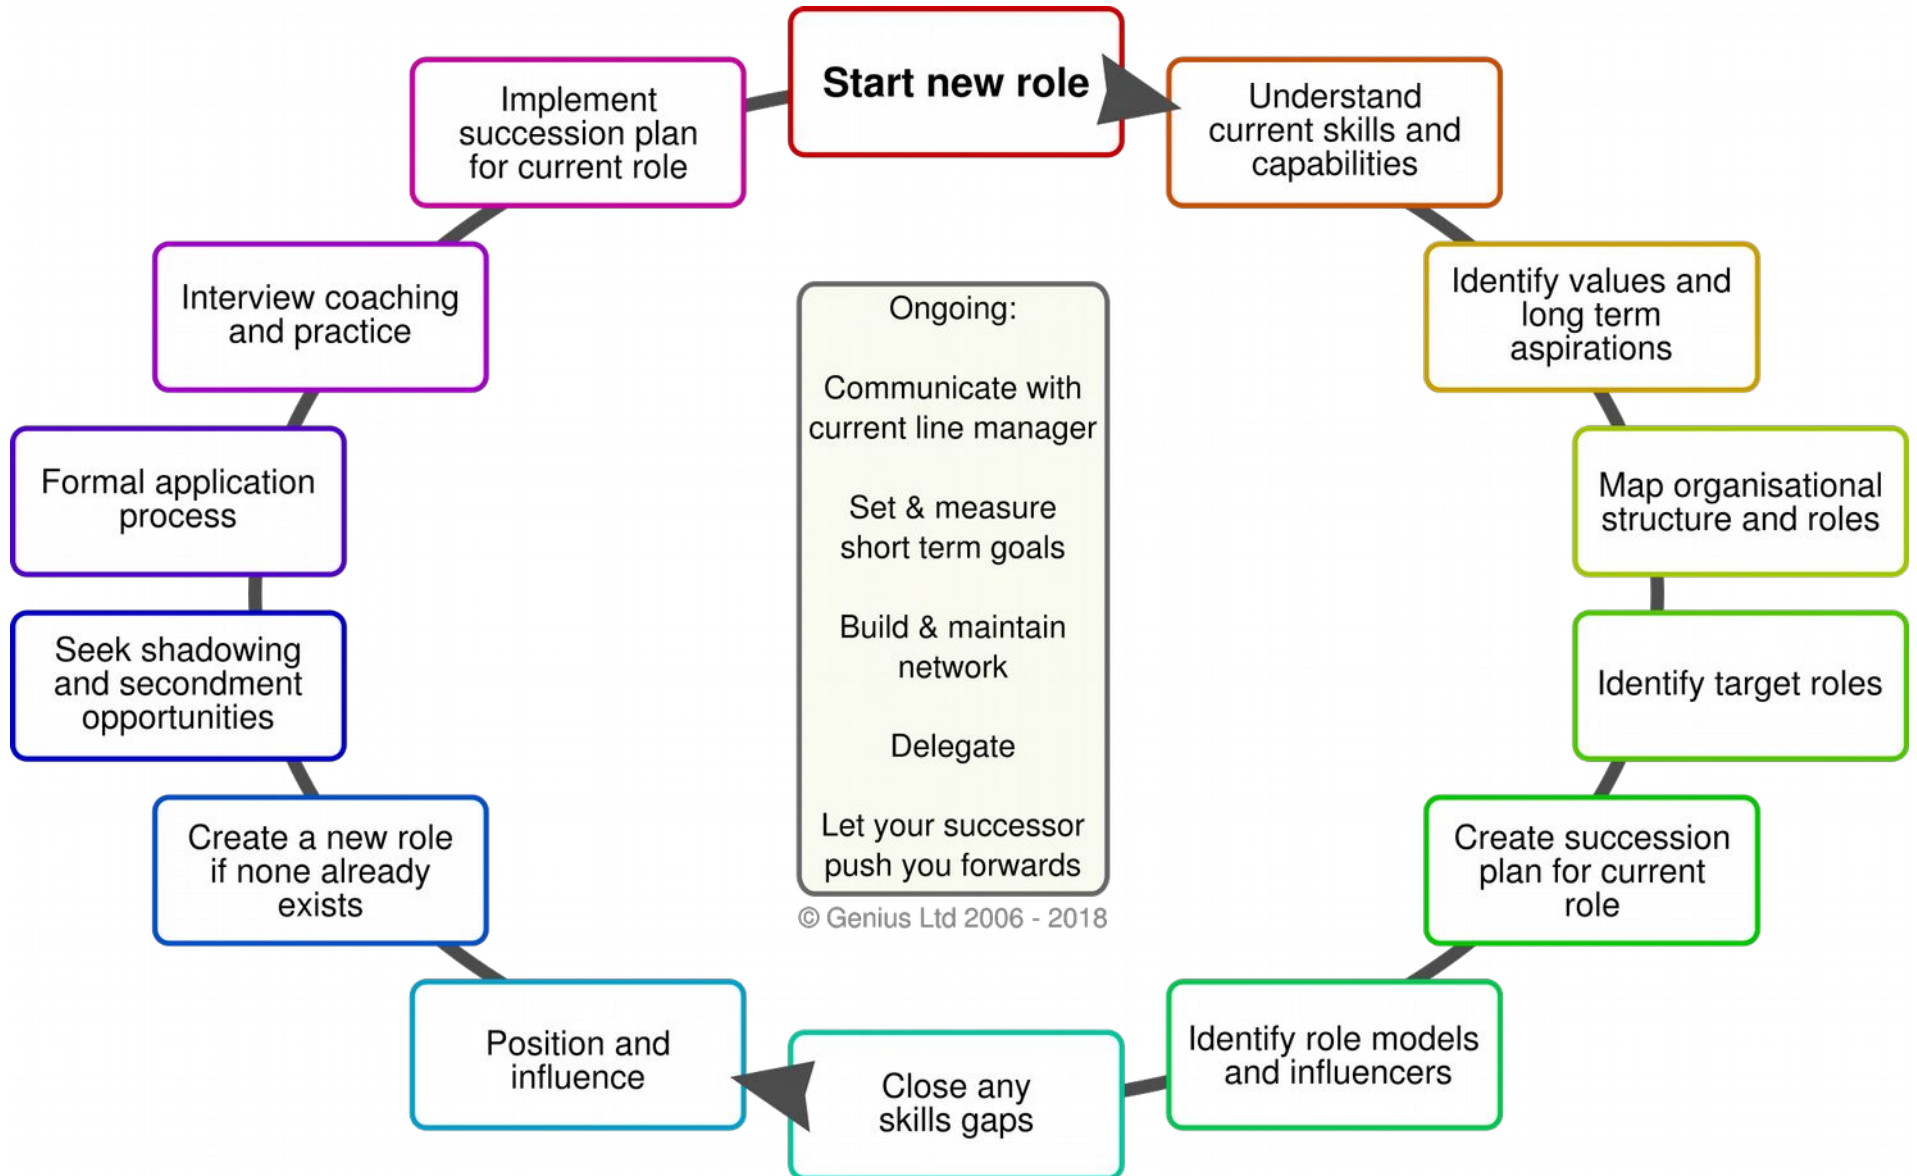 Start new role
Understand
current skills and
capabilities
Identify values and
long term
aspirations
Map organisational
structure and roles
Identify target roles
Create succession
plan for current
role
Identify role models
and influencers
Close any
skills gaps
Position and
influence
Create a new role
if none already
exists
Seek shadowing
and secondment
opportunities
Formal application
process
Interview coaching
and practice
Implement
succession plan
for current role
Ongoing:
Communicate with
current line manager
Set & measure
short term goals
Build & maintain
network
Delegate
Let your successor
push you forwards
© Genius Ltd 2006 - 2018